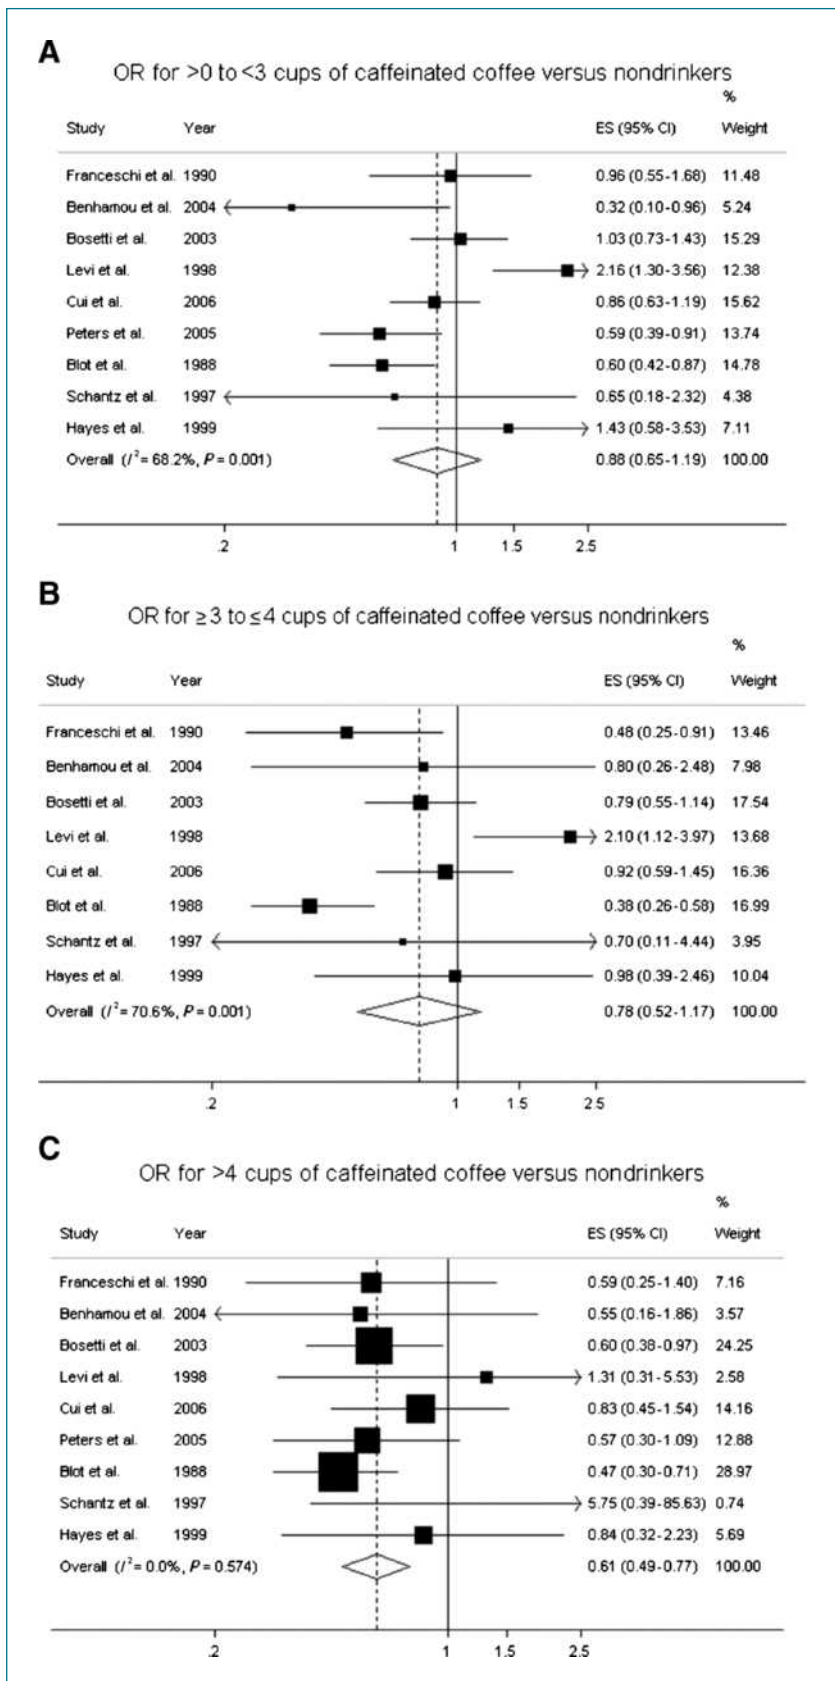 A
OR for >0 to <3 cups of caffeinated coffee versus nondrinkers
%
Study Year ES (95% CI) Weight
Franceschi et al. 1990 0.96 (0.55-1.68) 11.48
Benhamou et al. 2004 0.32 (0.10-0.96) 5.24
Bosetti et al. 2003 1.03 (0.73-1.43) 15.29
Levi et al. 1998 2.16 (1.30-3.56) 12.38
Cui et al. 2006 0.86 (0.63-1.19) 15.62
Peters et al. 2005 0.59 (0.39-0.91) 13.74
Blot et al. 1988 0.60 (0.42-0.87) 14.78
Schantz et al. 1997 0.65 (0.18-2.32) 4.38
Hayes et al. 1999 1.43 (0.58-3.53) 7.11
Overall (I²= 68.2%, P = 0.001) 0.88 (0.65-1.19) 100.00
.2 1 1.5 2.5
B
OR for ≥3 to ≤4 cups of caffeinated coffee versus nondrinkers
%
Study Year ES (95% CI) Weight
Franceschi et al. 1990 0.48 (0.25-0.91) 13.46
Benhamou et al. 2004 0.80 (0.26-2.48) 7.98
Bosetti et al. 2003 0.79 (0.55-1.14) 17.54
Levi et al. 1998 2.10 (1.12-3.97) 13.68
Cui et al. 2006 0.92 (0.59-1.45) 16.36
Blot et al. 1988 0.38 (0.26-0.58) 16.99
Schantz et al. 1997 0.70 (0.11-4.44) 3.95
Hayes et al. 1999 0.98 (0.39-2.46) 10.04
Overall (I²= 70.6%, P = 0.001) 0.78 (0.52-1.17) 100.00
.2 1 1.5 2.5
C
OR for >4 cups of caffeinated coffee versus nondrinkers
%
Study Year ES (95% CI) Weight
Franceschi et al. 1990 0.59 (0.25-1.40) 7.16
Benhamou et al. 2004 0.55 (0.16-1.86) 3.57
Bosetti et al. 2003 0.60 (0.38-0.97) 24.25
Levi et al. 1998 1.31 (0.31-5.53) 2.58
Cui et al. 2006 0.83 (0.45-1.54) 14.16
Peters et al. 2005 0.57 (0.30-1.09) 12.88
Blot et al. 1988 0.47 (0.30-0.71) 28.97
Schantz et al. 1997 5.75 (0.39-85.63) 0.74
Hayes et al. 1999 0.84 (0.32-2.23) 5.69
Overall (I²= 0.0%, P = 0.574) 0.61 (0.49-0.77) 100.00
.2 1 1.5 2.5